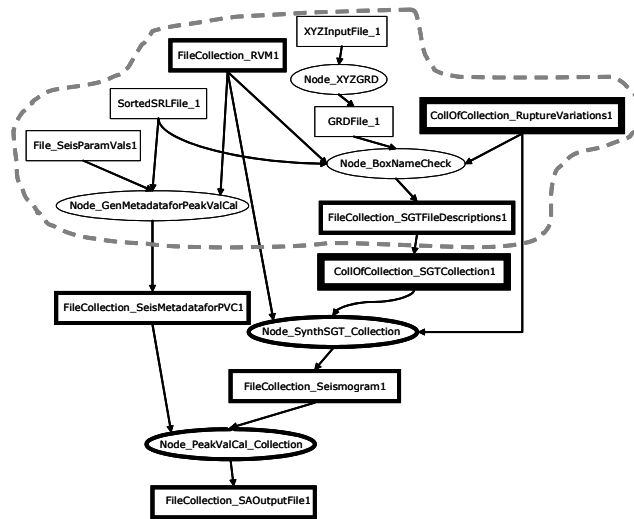 XYZInputFile_1
FileCollection_RVM1
Node_XYZGRD
SortedSRLFile_1
GRDFile_1
CollOfCollection_RuptureVariations1
File_SeisParamVals1
Node_BoxNameCheck
Node_GenMetadataforPeakValCal
FileCollection_SGTFileDescriptions1
CollOfCollection_SGTCollection1
FileCollection_SeisMetadataforPVC1
Node_SynthSGT_Collection
FileCollection_Seismogram1
Node_PeakValCal_Collection
FileCollection_SAOutputFile1